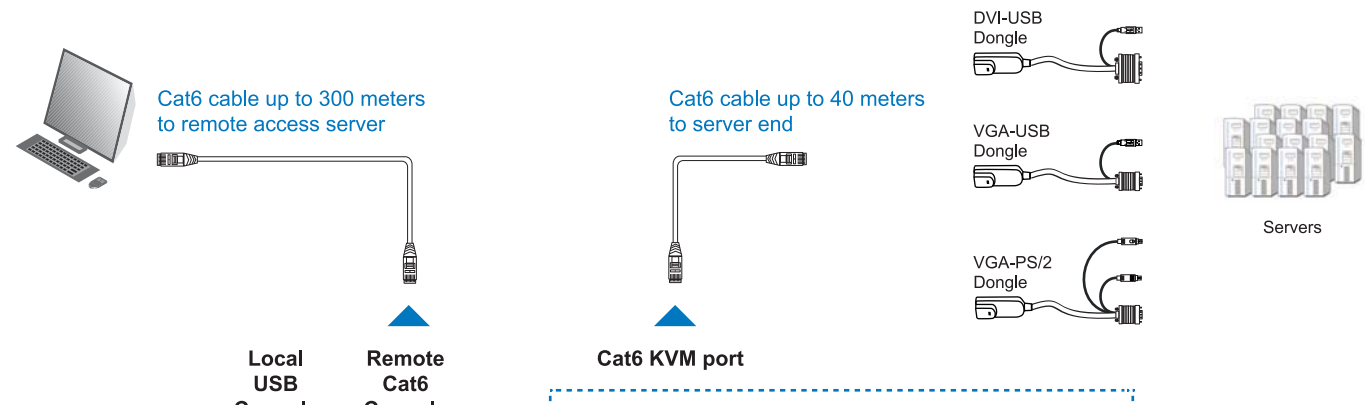 DVI-USB
Dongle
Cat6 cable up to 300 meters
to remote access server
Cat6 cable up to 40 meters
to server end
VGA-USB
Dongle
Servers
VGA-PS/2
Dongle
Local
USB
Remote
Cat6
Cat6 KVM port